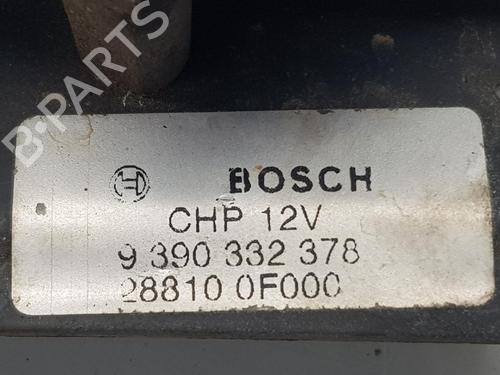 B-PARTS
BOSCH
CHP 12V
9 390 332 378
28810 0F000